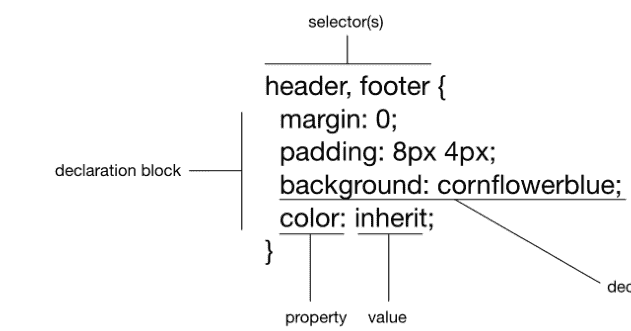 selector(s)
header, footer {
margin: 0;
padding: 8px 4px;
declaration block
background: cornflowerblue;
color: inherit;
}
property value